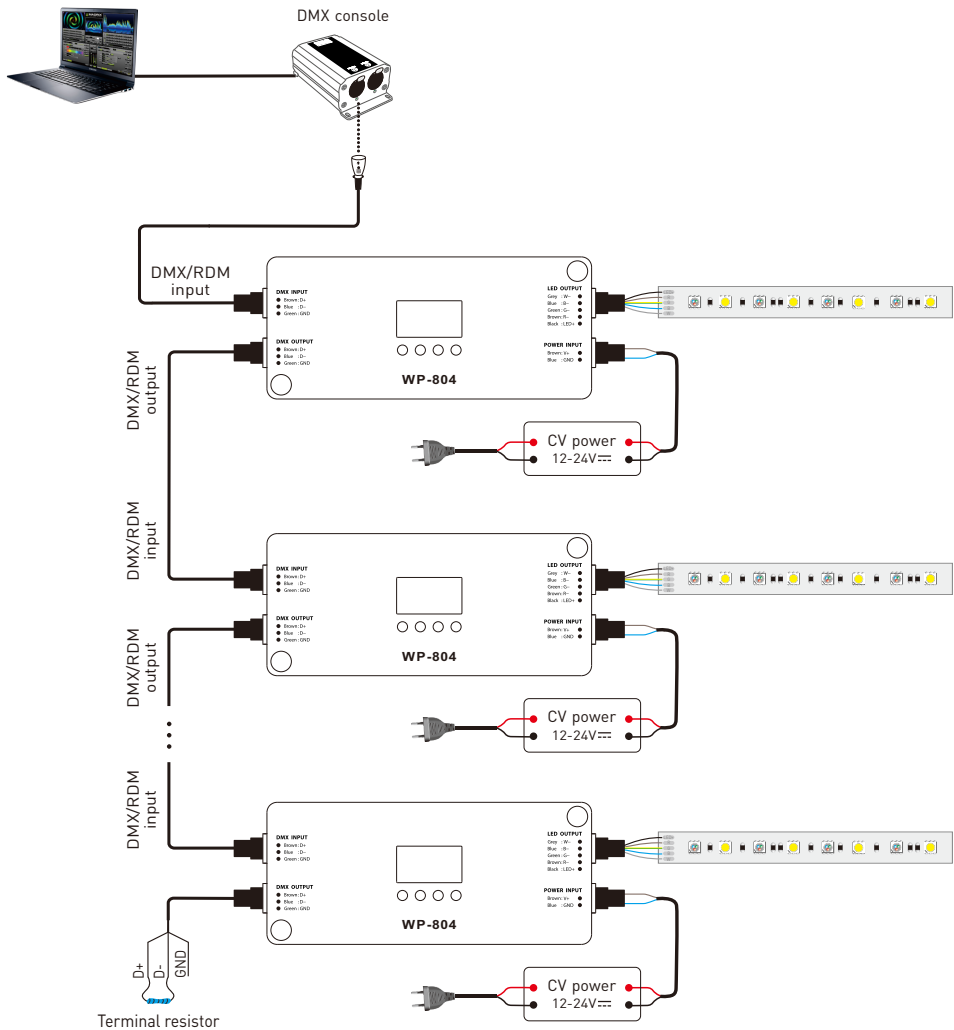 DMX console
DMX/RDM
input
DMX INPUT
Brown: D+
Blue : D–
Green: GND
DMX OUTPUT
Brown: D+
Blue : D–
Green: GND
WP-804
LED OUTPUT
Grey : W–
Blue : B–
Green: G–
Brown: R–
Black : LED+
POWER INPUT
Brown: V+
Blue : GND
DMX/RDM
output
CV power
12-24V
DMX/RDM
input
DMX INPUT
Brown: D+
Blue : D–
Green: GND
DMX OUTPUT
Brown: D+
Blue : D–
Green: GND
WP-804
LED OUTPUT
Grey : W–
Blue : B–
Green: G–
Brown: R–
Black : LED+
POWER INPUT
Brown: V+
Blue : GND
DMX/RDM
output
CV power
12-24V
DMX/RDM
input
DMX INPUT
Brown: D+
Blue : D–
Green: GND
DMX OUTPUT
Brown: D+
Blue : D–
Green: GND
WP-804
LED OUTPUT
Grey : W–
Blue : B–
Green: G–
Brown: R–
Black : LED+
POWER INPUT
Brown: V+
Blue : GND
D+
D-
GND
CV power
12-24V
Terminal resistor